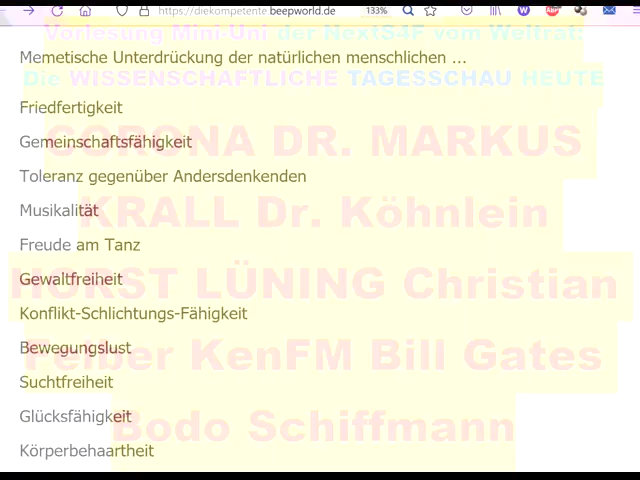 https://diekompetente.beepworld.de 133%
Vorlesung Mini-Uni der NextS4F vom Weltrat:
Memetische Unterdrückung der natürlichen menschlichen ...
Die WISSENSCHAFTLICHE TAGESSCHAU HEUTE
Friedfertigkeit
CORONA DR. MARKUS
Gemeinschaftsfähigkeit
Toleranz gegenüber Andersdenkenden
Musikalität
KRALL Dr. Köhnlein
Freude am Tanz
Gewaltfreiheit
HORST LÜNING Christian
Konflikt-Schlichtungs-Fähigkeit
Bewegungslust
Felber KenFM Bill Gates
Suchtfreiheit
Glücksfähigkeit
Bodo Schiffmann
Körperbehaartheit